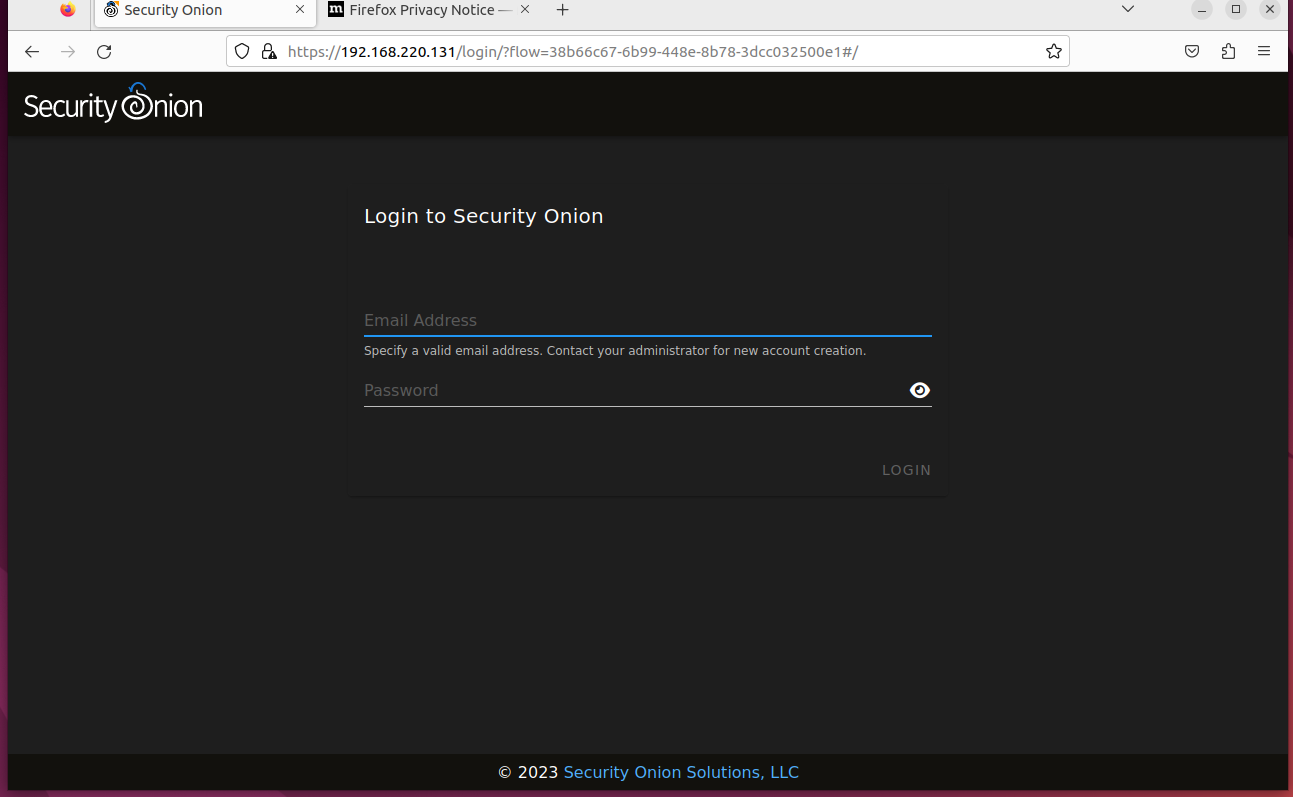 Security Onion
Firefox Privacy Notice —
https://192.168.220.131/login/?flow=38b66c67-6b99-448e-8b78-3dcc032500e1#/
Security Onion
Login to Security Onion
Email Address
Specify a valid email address. Contact your administrator for new account creation.
Password
LOGIN
© 2023 Security Onion Solutions, LLC